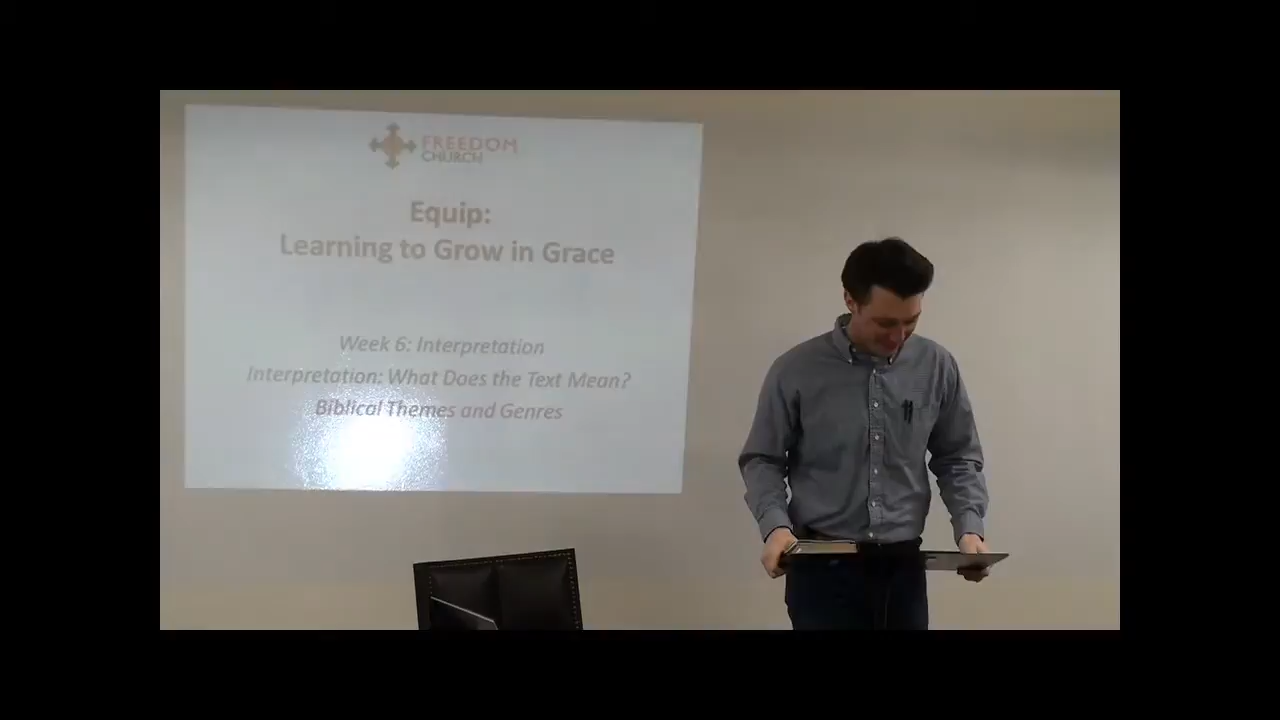 FREEDOM
CHURCH
Equip:
Learning to Grow in Grace
Week 6: Interpretation
Interpretation: What Does the Text Mean?
Biblical Themes and Genres